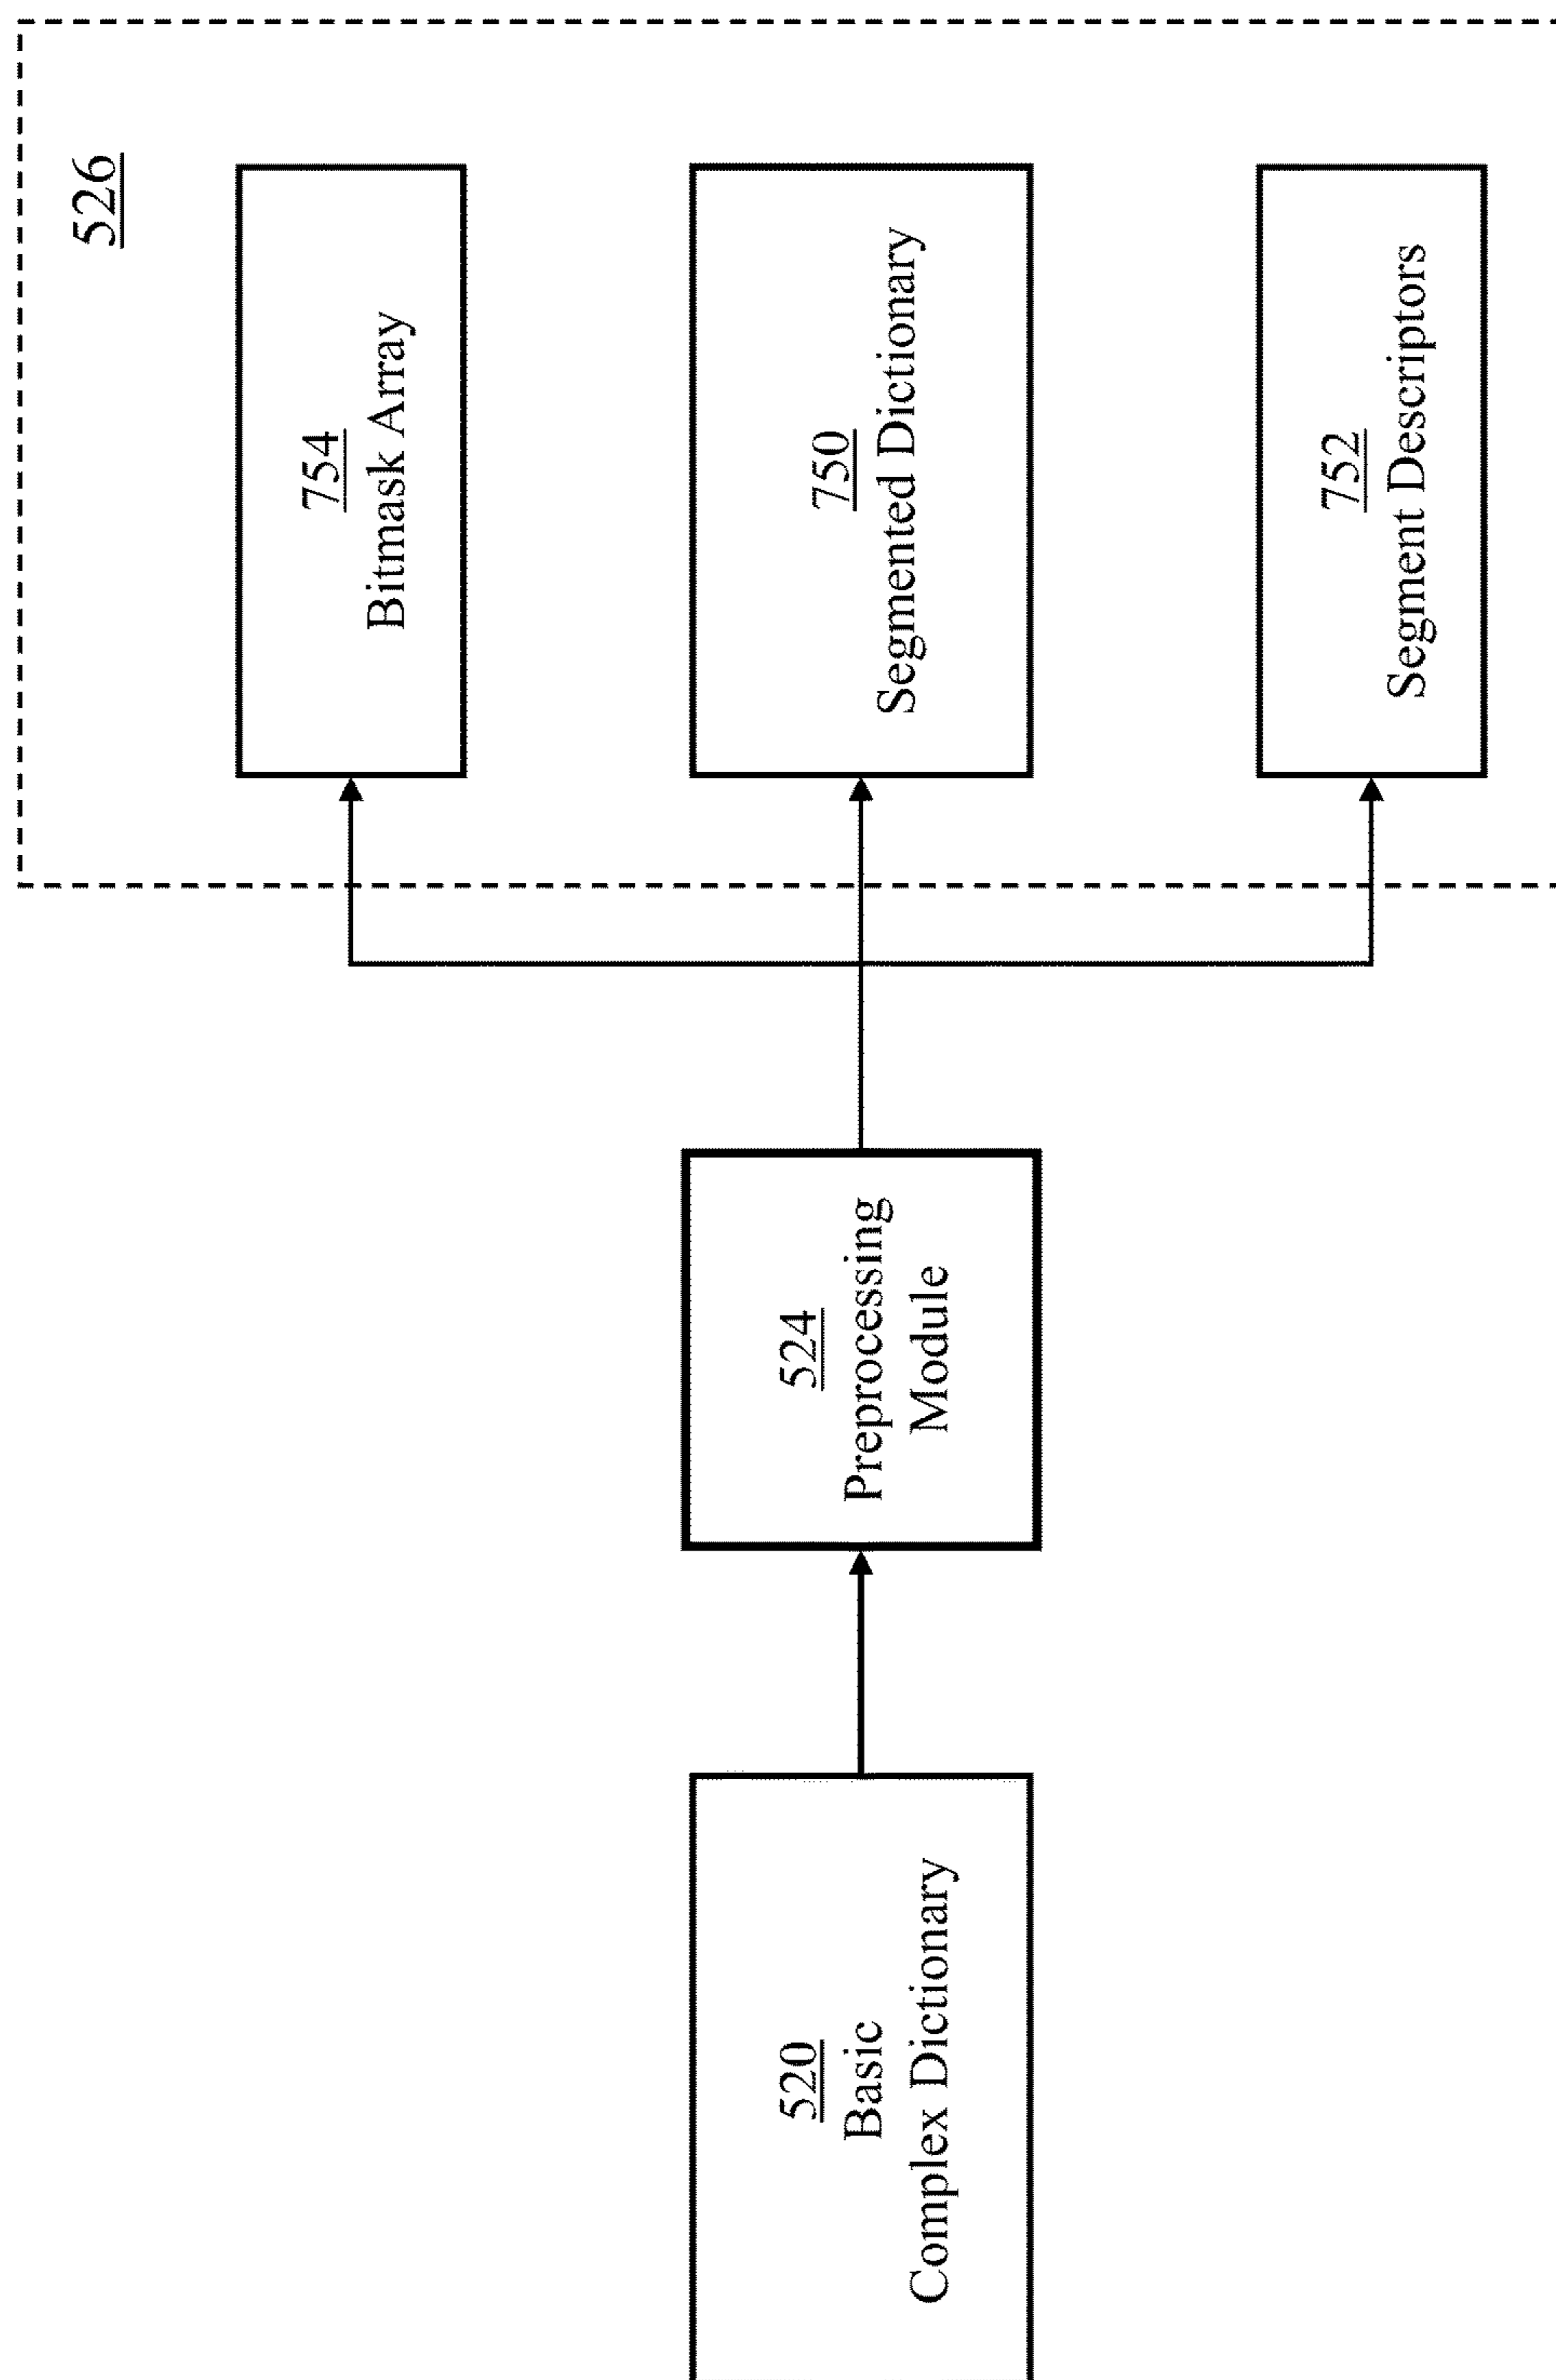 526
754
Bitmask Array
750
Segmented Dictionary
752
Segment Descriptors
524
Preprocessing
Module
520
Basic
Complex Dictionary